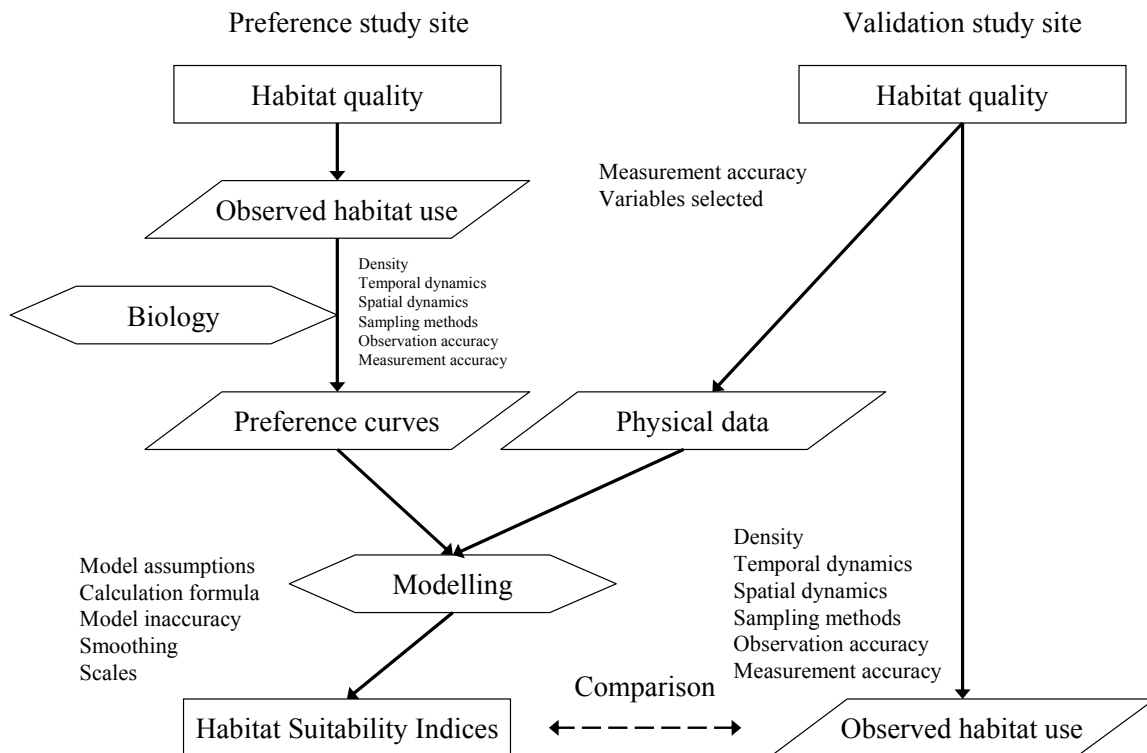 Preference study site
Validation study site
Habitat quality
Habitat quality
Measurement accuracy
Variables selected
Observed habitat use
Density
Temporal dynamics
Spatial dynamics
Sampling methods
Observation accuracy
Measurement accuracy
Biology
Preference curves
Physical data
Model assumptions
Calculation formula
Model inaccuracy
Smoothing
Scales
Modelling
Density
Temporal dynamics
Spatial dynamics
Sampling methods
Observation accuracy
Measurement accuracy
Habitat Suitability Indices
Comparison
Observed habitat use